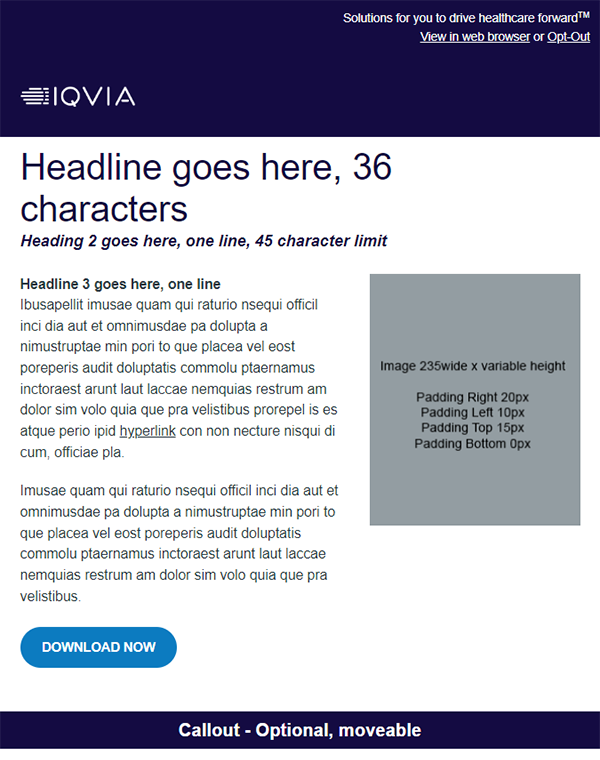 Solutions for you to drive healthcare forward™
View in web browser or Opt-Out
IQVIA
Headline goes here, 36
characters
Heading 2 goes here, one line, 45 character limit
Headline 3 goes here, one line
Ibusapellit imusae quam qui raturio nsequi officil
inci dia aut et omnimusdae pa dolupta a
nimustruptae min pori to que placea vel eost
poreperis audit doluptatis commolu ptaernamus
inctoraest arunt laut laccae nemquias restrum am
dolor sim volo quia que pra velistibus prorepel is es
atque perio ipid hyperlink con non necture nisqui di
cum, officiae pla.
Imusae quam qui raturio nsequi officil inci dia aut et
omnimusdae pa dolupta a nimustruptae min pori to
que placea vel eost poreperis audit doluptatis
commolu ptaernamus inctoraest arunt laut laccae
nemquias restrum am dolor sim volo quia que pra
velistibus.
DOWNLOAD NOW
Image 235wide x variable height
Padding Right 20px
Padding Left 10px
Padding Top 15px
Padding Bottom 0px
Callout - Optional, moveable